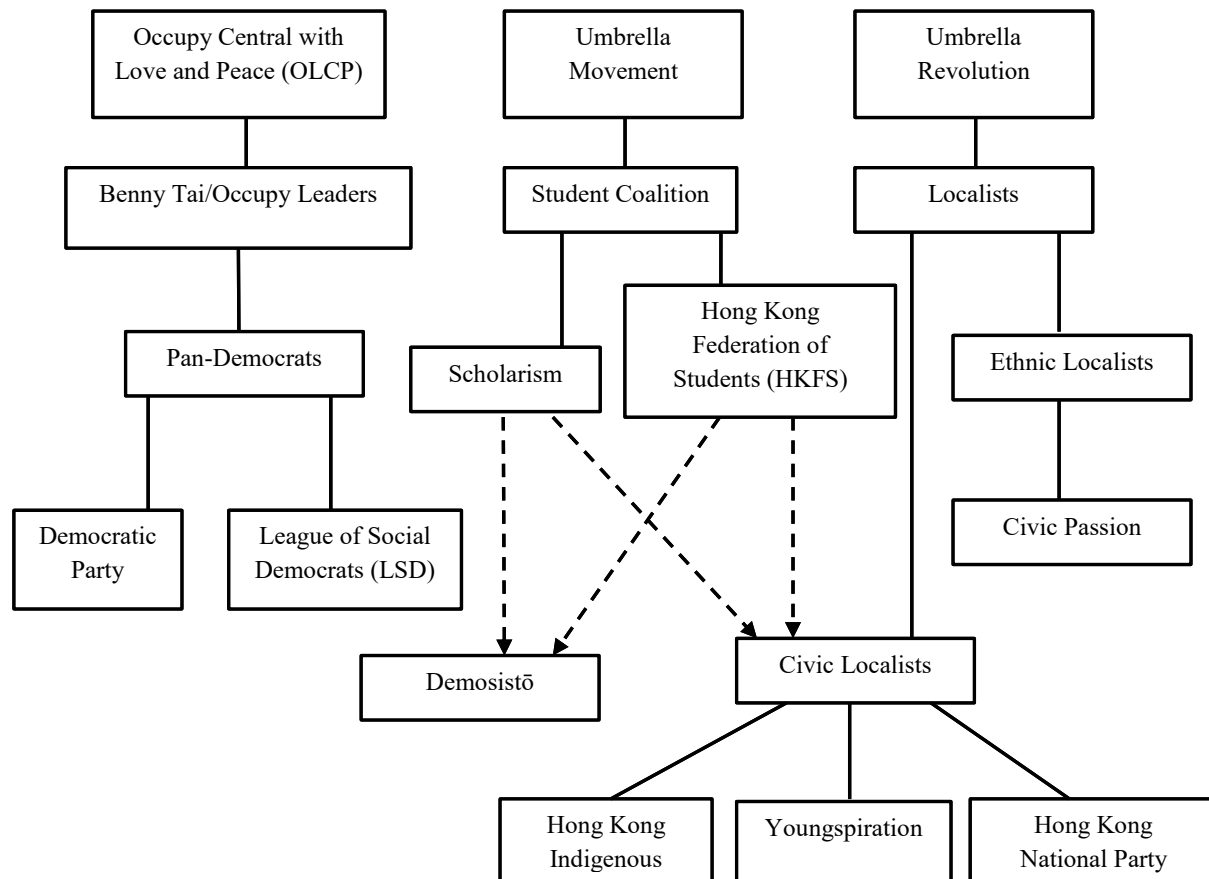 Occupy Central with
Love and Peace (OLCP)
Umbrella
Movement
Umbrella
Revolution
Benny Tai/Occupy Leaders
Student Coalition
Localists
Pan-Democrats
Scholarism
Hong Kong
Federation of
Students (HKFS)
Ethnic Localists
Democratic
Party
League of Social
Democrats (LSD)
Civic Passion
Demosistō
Civic Localists
Hong Kong
Indigenous
Youngspiration
Hong Kong
National Party